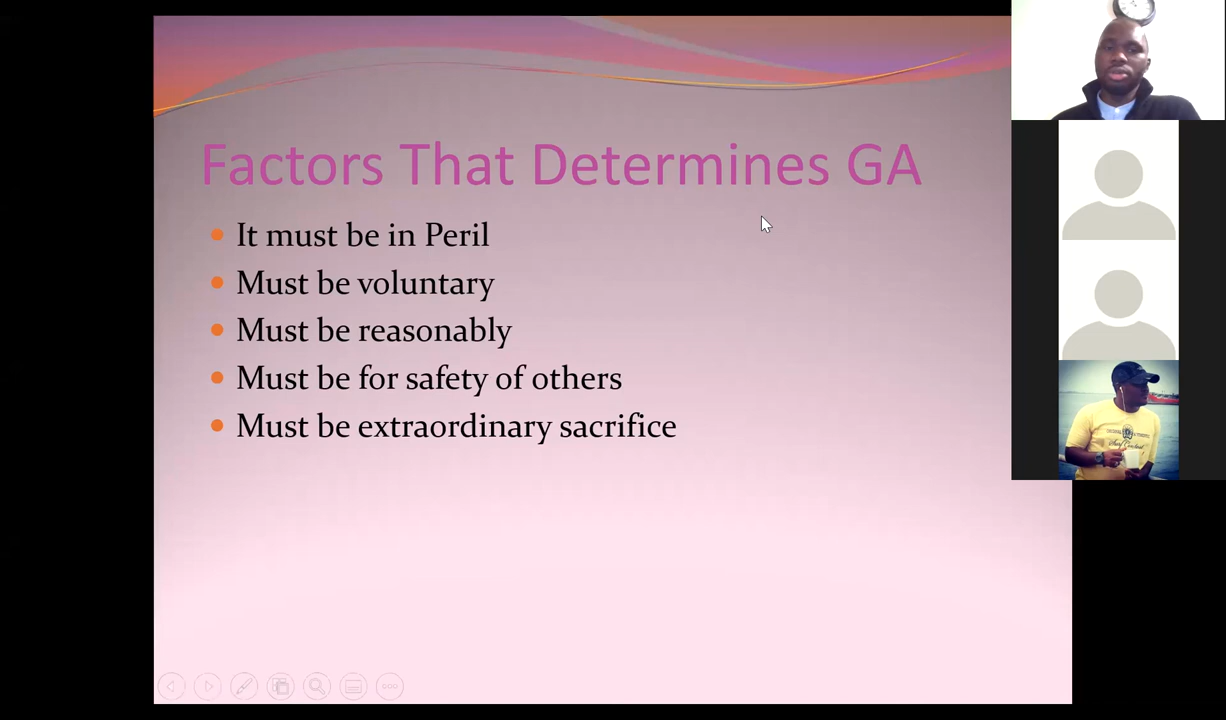 Factors That Determines GA
It must be in Peril
Must be voluntary
Must be reasonably
Must be for safety of others
Must be extraordinary sacrifice